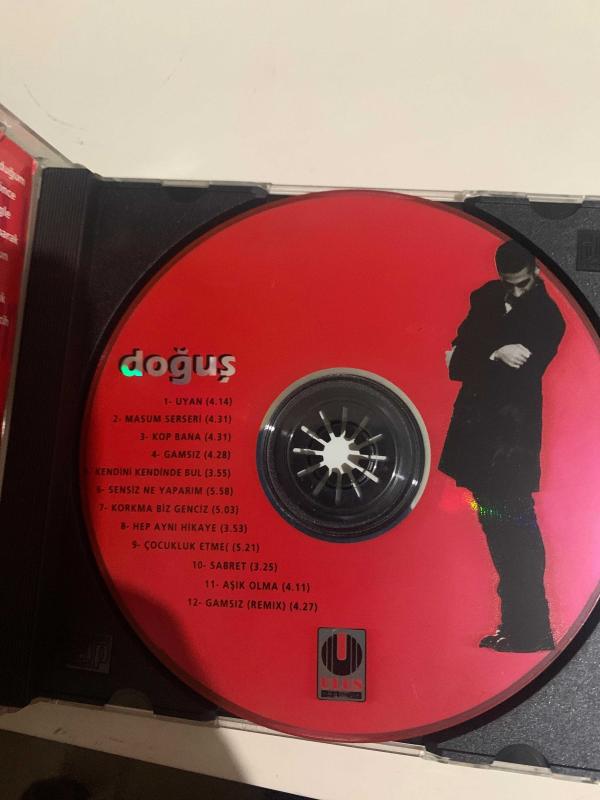 duğum
doğuş
1- UYAN (4.14)
2- MASUM SERSERİ (4.31)
3- KOP BANA (4.31)
4- GAMSIZ (4.28)
5- KENDİNİ KENDİNDE BUL (3.55)
6- SENSİZ NE YAPARIM (5.58)
7- KORKMA BİZ GENCİZ (5.03)
8- HEP AYNI HİKAYE (3.53)
9- ÇOCUKLUK ETME( (5.21)
10- SABRET (3.25)
11- AŞIK OLMA (4.11)
12- GAMSIZ (REMIX) (4.27)
ULUS